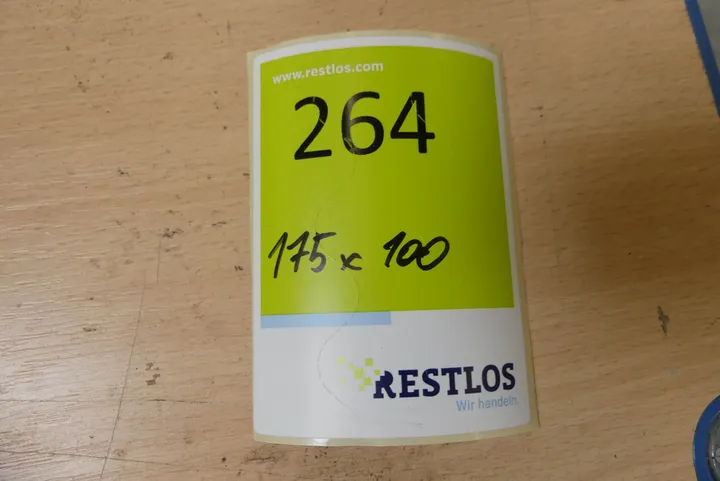 www.restlos.com
264
175 x 100
RESTLOS
Wir handeln.